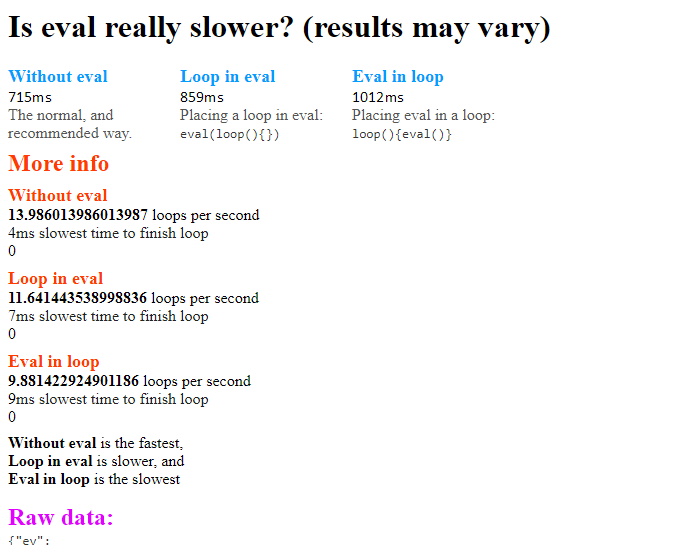 Is eval really slower? (results may vary)
Without eval
715ms
The normal, and
recommended way.
Loop in eval
859ms
Placing a loop in eval:
eval(loop(){})
Eval in loop
1012ms
Placing eval in a loop:
loop(){eval()}
More info
Without eval
13.986013986013987 loops per second
4ms slowest time to finish loop
0
Loop in eval
11.641443538998836 loops per second
7ms slowest time to finish loop
0
Eval in loop
9.881422924901186 loops per second
9ms slowest time to finish loop
0
Without eval is the fastest,
Loop in eval is slower, and
Eval in loop is the slowest
Raw data:
{"ev":